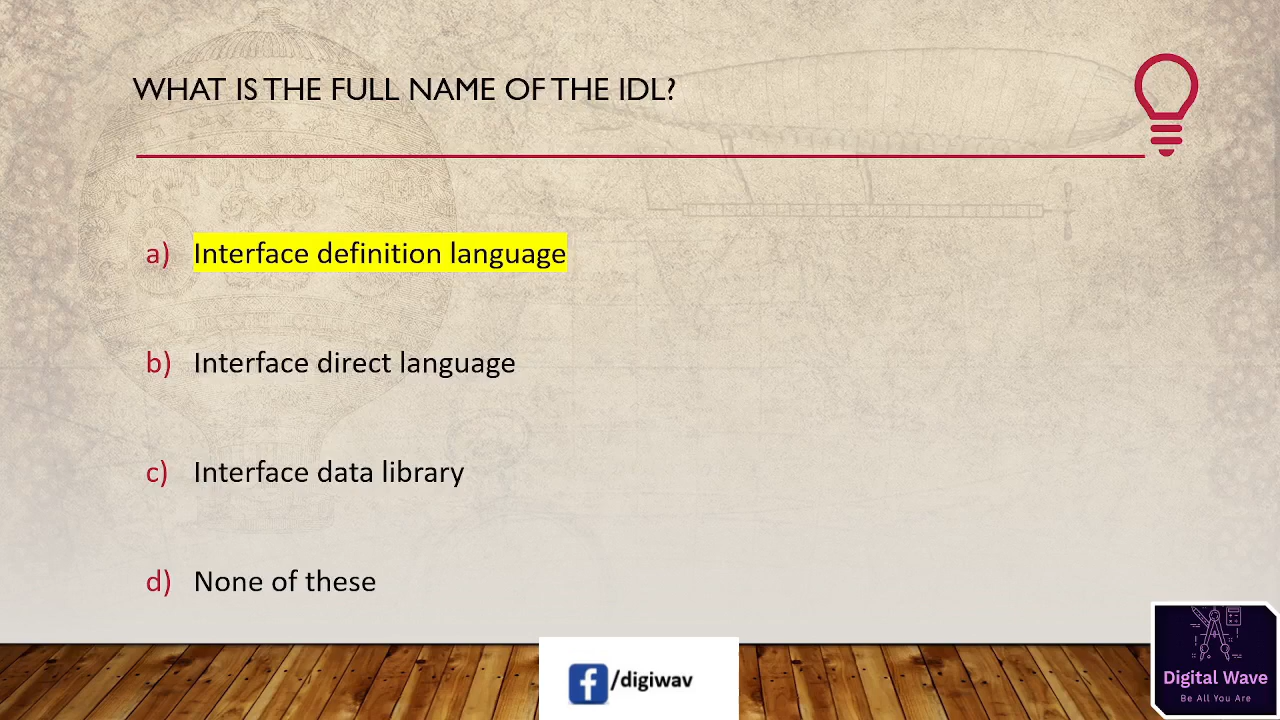 WHAT IS THE FULL NAME OF THE IDL?
a) Interface definition language
b) Interface direct language
c) Interface data library
d) None of these
f/digiwav
Digital Wave
Be All You Are